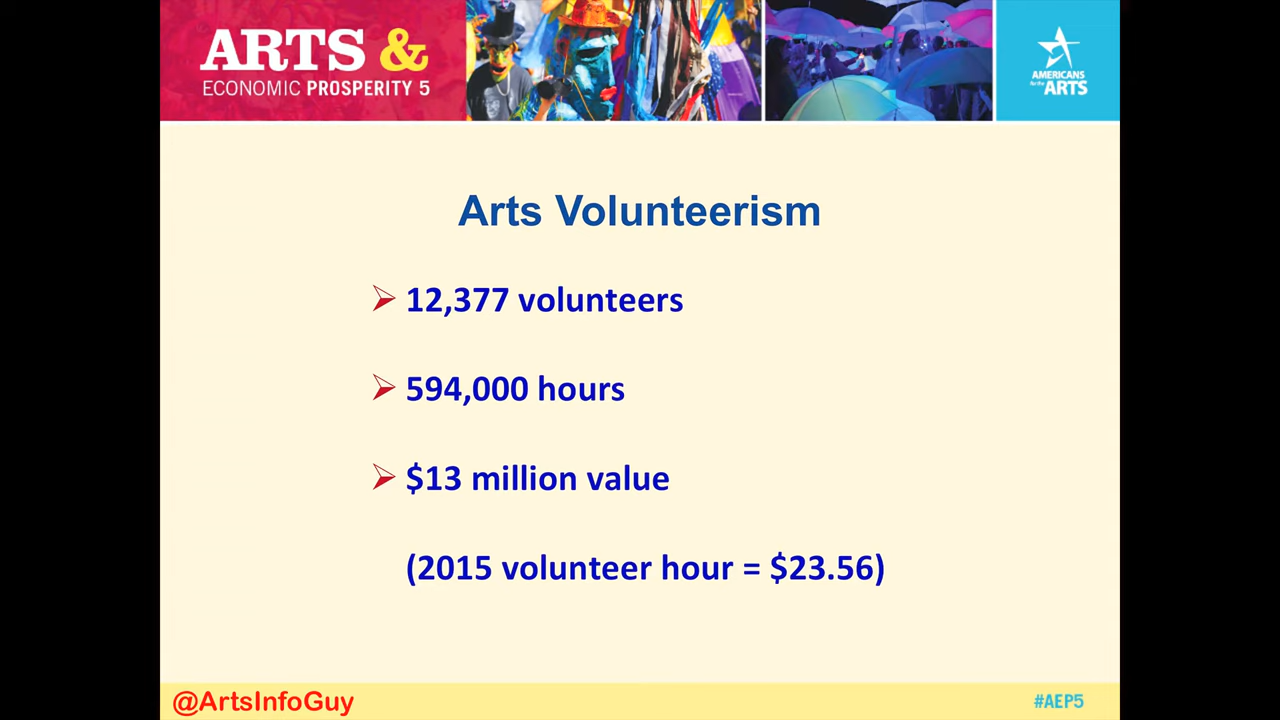 ARTS &
ECONOMIC PROSPERITY 5
AMERICANS
for the ARTS
Arts Volunteerism
12,377 volunteers
594,000 hours
$13 million value
(2015 volunteer hour = $23.56)
@ArtsInfoGuy
#AEP5